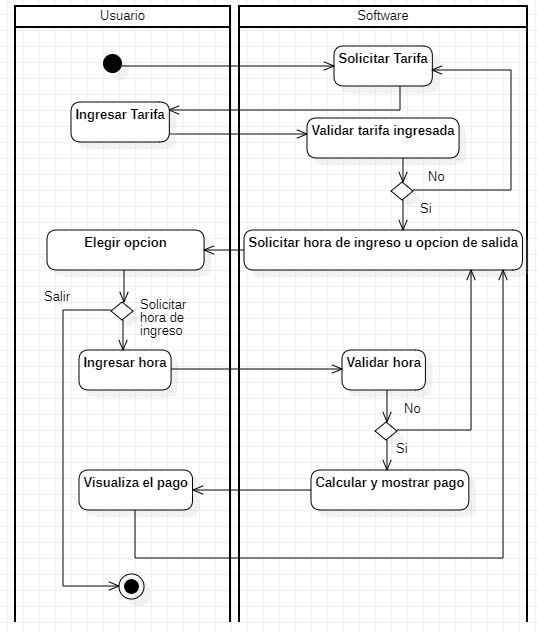 Usuario
Software
Solicitar Tarifa
Ingresar Tarifa
Validar tarifa ingresada
No
Si
Elegir opcion
Solicitar hora de ingreso u opcion de salida
Salir
Solicitar
hora de
ingreso
Ingresar hora
Validar hora
No
Si
Visualiza el pago
Calcular y mostrar pago